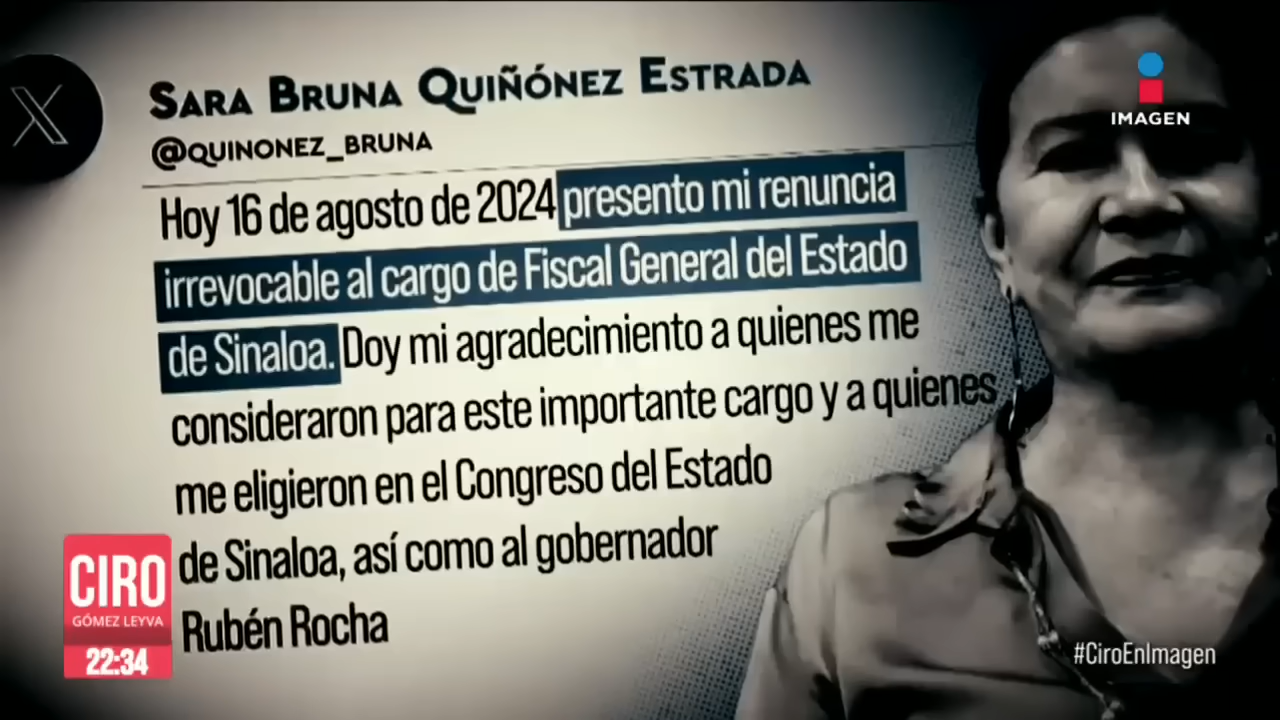 X
SARA BRUNA QUIÑÓNEZ ESTRADA
@QUINONEZ_BRUNA
Hoy 16 de agosto de 2024 presento mi renuncia
irrevocable al cargo de Fiscal General del Estado
de Sinaloa. Doy mi agradecimiento a quienes me
consideraron para este importante cargo y a quienes
me eligieron en el Congreso del Estado
de Sinaloa, así como al gobernador
Rubén Rocha
IMAGEN
CIRO
GÓMEZ LEYVA
22:34
#CiroEnImagen